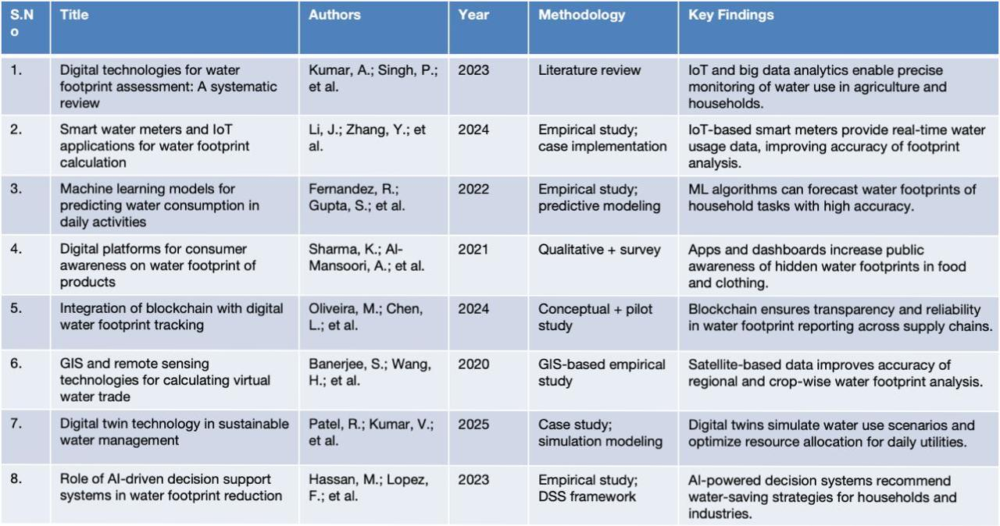 S.N
o
Title
Authors
Year
Methodology
Key Findings
1.
Digital technologies for water
footprint assessment: A systematic
review
Kumar, A.; Singh, P.;
et al.
2023
Literature review
IoT and big data analytics enable precise
monitoring of water use in agriculture and
households.
2.
Smart water meters and IoT
applications for water footprint
calculation
Li, J.; Zhang, Y.; et
al.
2024
Empirical study;
case implementation
IoT-based smart meters provide real-time water
usage data, improving accuracy of footprint
analysis.
3.
Machine learning models for
predicting water consumption in
daily activities
Fernandez, R.;
Gupta, S.; et al.
2022
Empirical study;
predictive modeling
ML algorithms can forecast water footprints of
household tasks with high accuracy.
4.
Digital platforms for consumer
awareness on water footprint of
products
Sharma, K.; Al-
Mansoori, A.; et al.
2021
Qualitative + survey
Apps and dashboards increase public
awareness of hidden water footprints in food
and clothing.
5.
Integration of blockchain with digital
water footprint tracking
Oliveira, M.; Chen,
L.; et al.
2024
Conceptual + pilot
study
Blockchain ensures transparency and reliability
in water footprint reporting across supply chains.
6.
GIS and remote sensing
technologies for calculating virtual
water trade
Banerjee, S.; Wang,
H.; et al.
2020
GIS-based empirical
study
Satellite-based data improves accuracy of
regional and crop-wise water footprint analysis.
7.
Digital twin technology in sustainable
water management
Patel, R.; Kumar, V.;
et al.
2025
Case study;
simulation modeling
Digital twins simulate water use scenarios and
optimize resource allocation for daily utilities.
8.
Role of AI-driven decision support
systems in water footprint reduction
Hassan, M.; Lopez,
F.; et al.
2023
Empirical study;
DSS framework
AI-powered decision systems recommend
water-saving strategies for households and
industries.